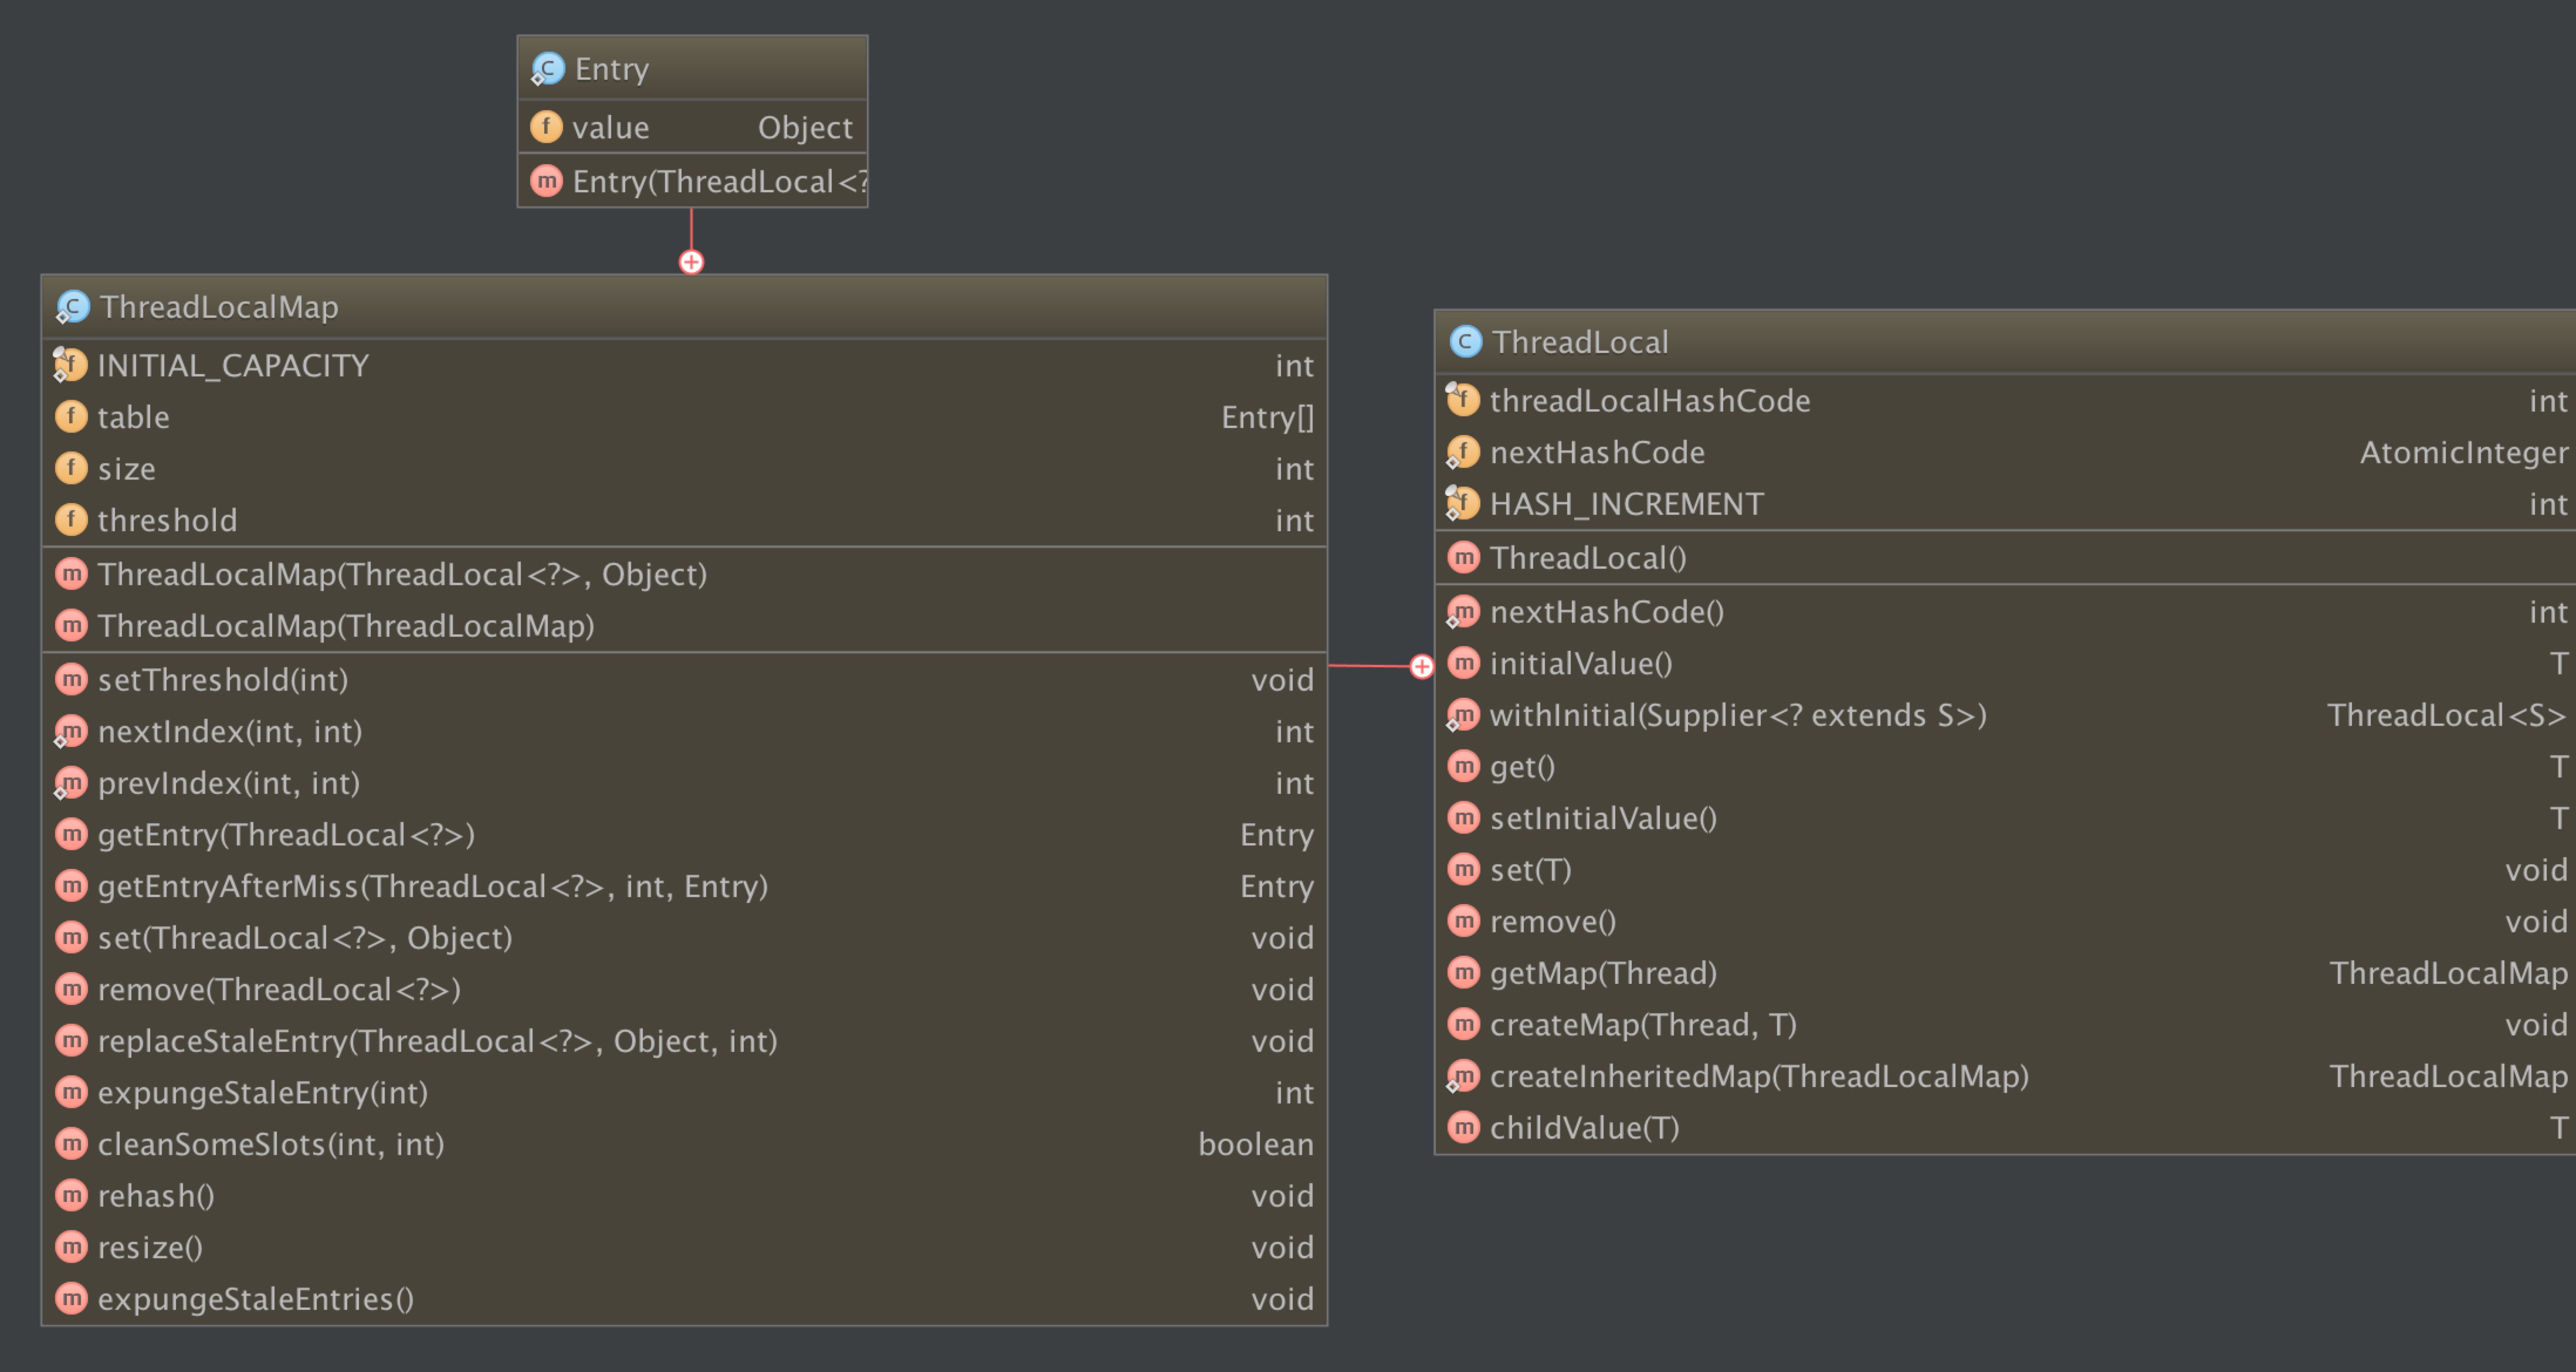 Entry
value Object
Entry(ThreadLocal<?
ThreadLocalMap
INITIAL_CAPACITY int
table Entry[]
size int
threshold int
ThreadLocalMap(ThreadLocal<?>, Object)
ThreadLocalMap(ThreadLocalMap)
setThreshold(int) void
nextIndex(int, int) int
prevIndex(int, int) int
getEntry(ThreadLocal<?>) Entry
getEntryAfterMiss(ThreadLocal<?>, int, Entry) Entry
set(ThreadLocal<?>, Object) void
remove(ThreadLocal<?>) void
replaceStaleEntry(ThreadLocal<?>, Object, int) void
expungeStaleEntry(int) int
cleanSomeSlots(int, int) boolean
rehash() void
resize() void
expungeStaleEntries() void
ThreadLocal
threadLocalHashCode int
nextHashCode AtomicInteger
HASH_INCREMENT int
ThreadLocal()
nextHashCode() int
initialValue() T
withInitial(Supplier<? extends S>) ThreadLocal<S>
get() T
setInitialValue() T
set(T) void
remove() void
getMap(Thread) ThreadLocalMap
createMap(Thread, T) void
createInheritedMap(ThreadLocalMap) ThreadLocalMap
childValue(T) T